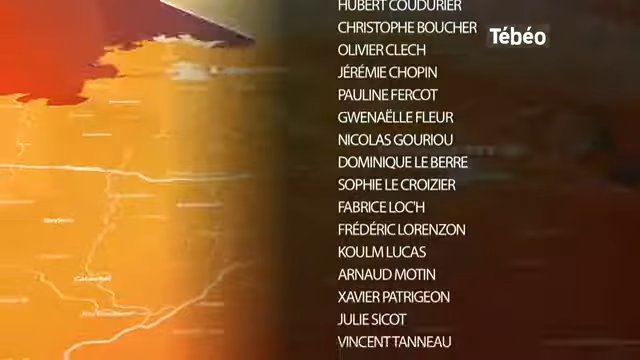 HUBERT COUDURIER
CHRISTOPHE BOUCHER
Tébéo
OLIVIER CLECH
JÉRÉMIE CHOPIN
PAULINE FERCOT
GWENAËLLE FLEUR
NICOLAS GOURIOU
DOMINIQUE LE BERRE
SOPHIE LE CROIZIER
FABRICE LOC'H
FRÉDÉRIC LORENZON
KOULM LUCAS
ARNAUD MOTIN
XAVIER PATRIGEON
JULIE SICOT
VINCENT TANNEAU